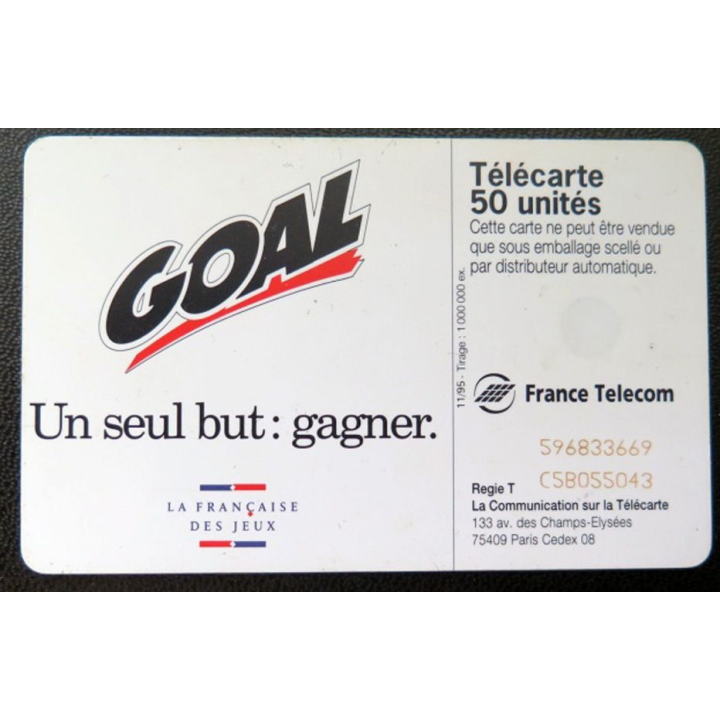 GOAL
Un seul but : gagner.
LA FRANÇAISE
DES JEUX
11/95 - Tirage : 1 000 000 ex.
Télécarte
50 unités
Cette carte ne peut être vendue
que sous emballage scellé ou
par distributeur automatique.
France Telecom
596833669
C5B055043
Regie T
La Communication sur la Télécarte
133 av. des Champs-Elysées
75409 Paris Cedex 08